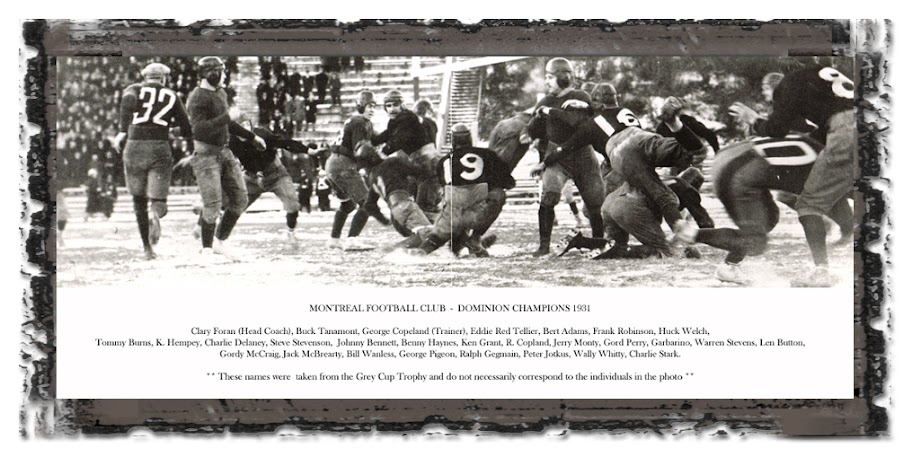 32
19
16
0
8
MONTREAL FOOTBALL CLUB - DOMINION CHAMPIONS 1931
Clary Foran (Head Coach), Buck Tanamont, George Copeland (Trainer), Eddie Red Tellier, Bert Adams, Frank Robinson, Huck Welch,
Tommy Burns, K. Hempey, Charlie Delaney, Steve Stevenson, Johnny Bennett, Benny Haynes, Ken Grant, R. Copland, Jerry Monty, Gord Perry, Garbarino, Warren Stevens, Len Button,
Gordy McCraig, Jack McBrearty, Bill Wanless, George Pigeon, Ralph Gegmain, Peter Jotkus, Wally Whitty, Charlie Stark.
** These names were taken from the Grey Cup Trophy and do not necessarily correspond to the individuals in the photo **